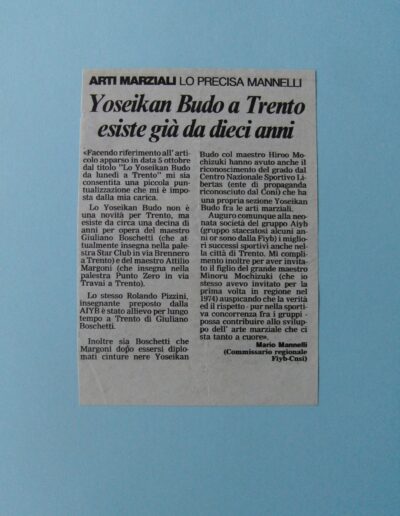 ARTI MARZIALI LO PRECISA MANNELLI
Yoseikan Budo a Trento
esiste già da dieci anni
«Facendo riferimento all' arti-
colo apparso in data 5 ottobre
dal titolo "Lo Yoseikan Budo
da lunedì a Trento" mi sia
consentita una piccola pun-
tualizzazione che mi è impo-
sta dalla mia carica.
Lo Yoseikan Budo non è
una novità per Trento, ma
esiste da circa una decina di
anni per opera del maestro
Giuliano Boschetti (che at-
tualmente insegna nella pa-
lestra Star Club in via Brennero
a Trento) e del maestro Attilio
Margoni (che insegna nella
palestra Punto Zero in via
Travai a Trento).
Lo stesso Rolando Pizzini,
insegnante proposto dalla
AIYB è stato allievo per lungo
tempo a Trento di Giuliano
Boschetti.
Inoltre sia Boschetti che
Margoni dopo essersi diplo-
mati cinture nere Yoseikan
Budo col maestro Hiroo Mo-
chizuki hanno avuto anche il
riconoscimento del grado dal
Centro Nazionale Sportivo Li-
bertas (ente di propaganda
riconosciuto dal Coni) che ha
una propria sezione Yoseikan
Budo fra le arti marziali.
Auguro comunque alla neo-
nata società del gruppo Aiyb
(gruppo staccatosi alcuni an-
ni or sono dalla Fiyb) i miglio-
ri successi sportivi anche nel-
la città di Trento. Mi compli-
mento inoltre per aver invita-
to il figlio del grande maestro
Minoru Mochizuki (che io
stesso avevo invitato per la
prima volta in regione nel
1974) auspicando che la verità
ed il rispetto - pur nella sporti-
va concorrenza fra i gruppi -
possa contribuire allo svilup-
po dell' arte marziale che ci
sta tanto a cuore».
Mario Mannelli
(Commissario regionale
Fiyb-Cnsl)